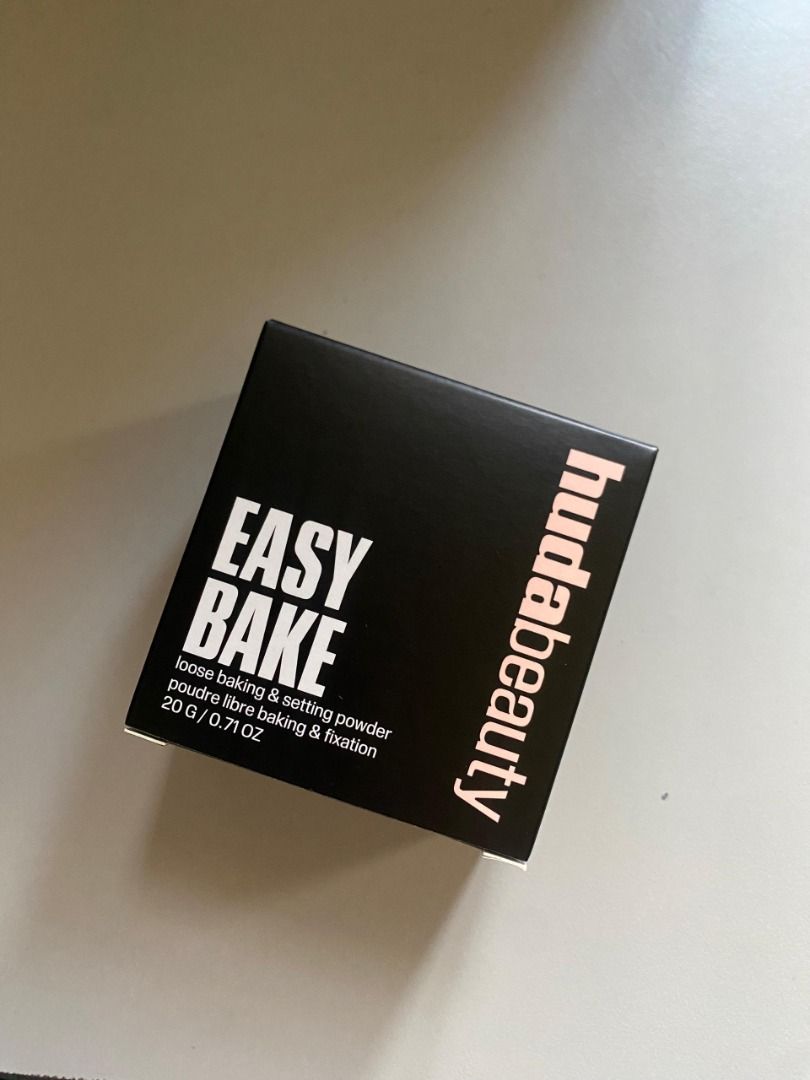 EASY
BAKE
loose baking & setting powder
poudre libre baking & fixation
20 G / 0.71 OZ
hudabeauty